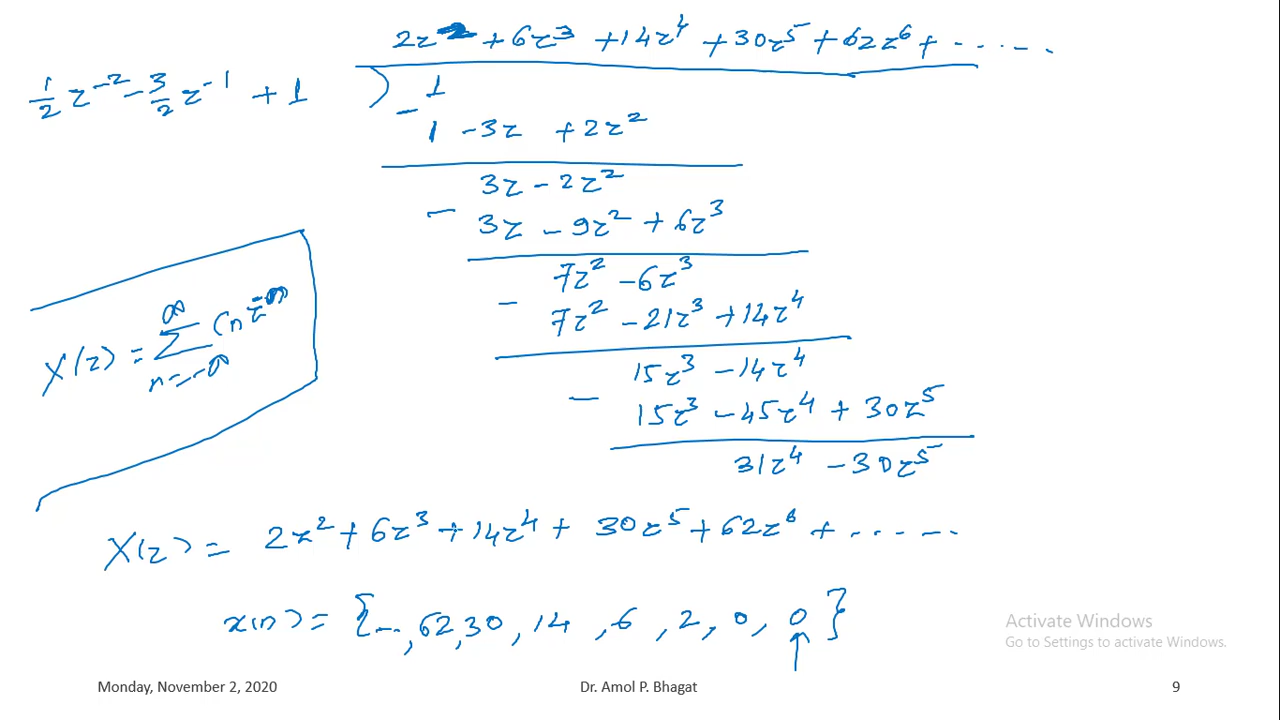 2z² + 6z³ + 14z⁴ + 30z⁵ + 62z⁶ + ......
½ z⁻² - 3/2 z⁻¹ + 1 ) 1
- 1 - 3z + 2z²
3z - 2z²
- 3z - 9z² + 6z³
7z² - 6z³
- 7z² - 21z³ + 14z⁴
X(z) = ∞ Σ n=-∞ Cn z⁻ⁿ
15z³ - 14z⁴
- 15z³ - 45z⁴ + 30z⁵
31z⁴ - 30z⁵
X(z) = 2z² + 6z³ + 14z⁴ + 30z⁵ + 62z⁶ + ......
x(n) = {..., 62, 30, 14, 6, 2, 0, 0}
↑
Activate Windows
Go to Settings to activate Windows.
Monday, November 2, 2020
Dr. Amol P. Bhagat
9